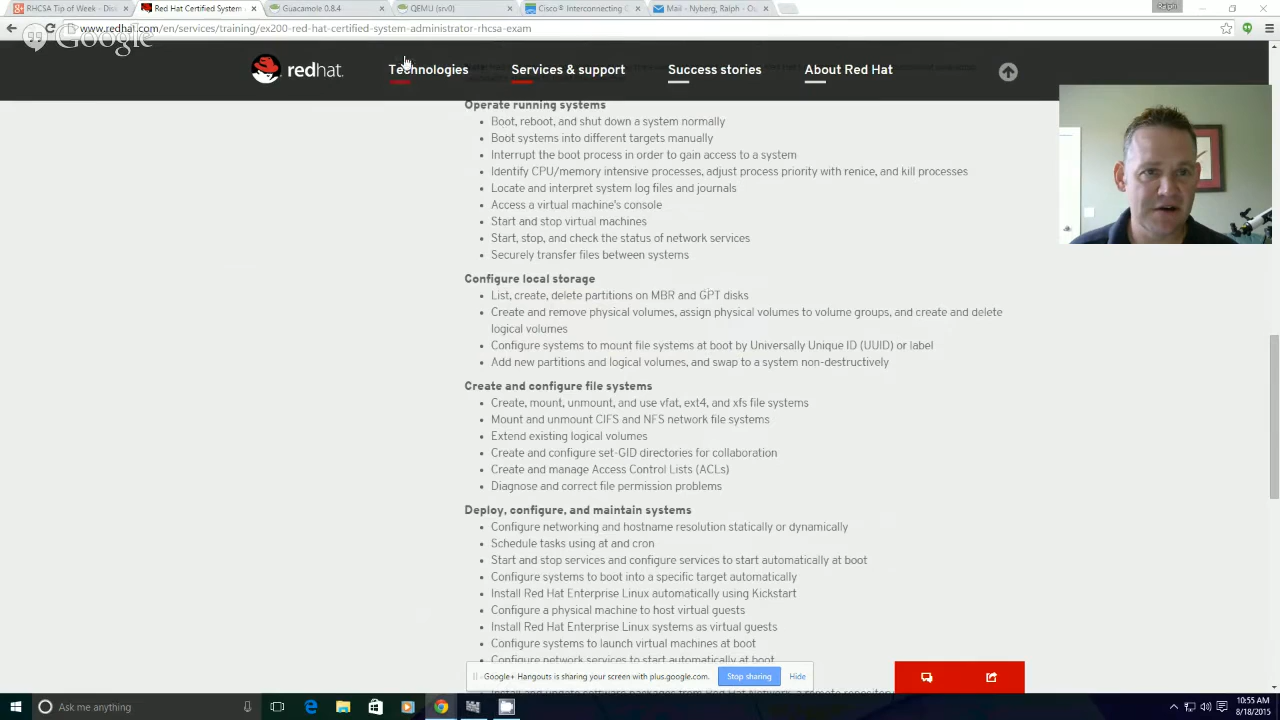 RHCSA Tip of Week - Dis
Red Hat Certified System
Guacamole 0.8.4
QEMU (srv0)
Cisco® Interconnecting C
Mail - Nyberg, Ralph - O
Ralph
www.redhat.com/en/services/training/ex200-red-hat-certified-system-administrator-rhcsa-exam
Google
redhat.
Technologies
Services & support
Success stories
About Red Hat
Operate running systems
Boot, reboot, and shut down a system normally
Boot systems into different targets manually
Interrupt the boot process in order to gain access to a system
Identify CPU/memory intensive processes, adjust process priority with renice, and kill processes
Locate and interpret system log files and journals
Access a virtual machine's console
Start and stop virtual machines
Start, stop, and check the status of network services
Securely transfer files between systems
Configure local storage
List, create, delete partitions on MBR and GPT disks
Create and remove physical volumes, assign physical volumes to volume groups, and create and delete
logical volumes
Configure systems to mount file systems at boot by Universally Unique ID (UUID) or label
Add new partitions and logical volumes, and swap to a system non-destructively
Create and configure file systems
Create, mount, unmount, and use vfat, ext4, and xfs file systems
Mount and unmount CIFS and NFS network file systems
Extend existing logical volumes
Create and configure set-GID directories for collaboration
Create and manage Access Control Lists (ACLs)
Diagnose and correct file permission problems
Deploy, configure, and maintain systems
Configure networking and hostname resolution statically or dynamically
Schedule tasks using at and cron
Start and stop services and configure services to start automatically at boot
Configure systems to boot into a specific target automatically
Install Red Hat Enterprise Linux automatically using Kickstart
Configure a physical machine to host virtual guests
Install Red Hat Enterprise Linux systems as virtual guests
Configure systems to launch virtual machines at boot
Configure network services to start automatically at boot
Google+ Hangouts is sharing your screen with plus.google.com.
Stop sharing
Hide
Install and update software packages from Red Hat Network, a remote repository
Ask me anything
10:55 AM
8/18/2015